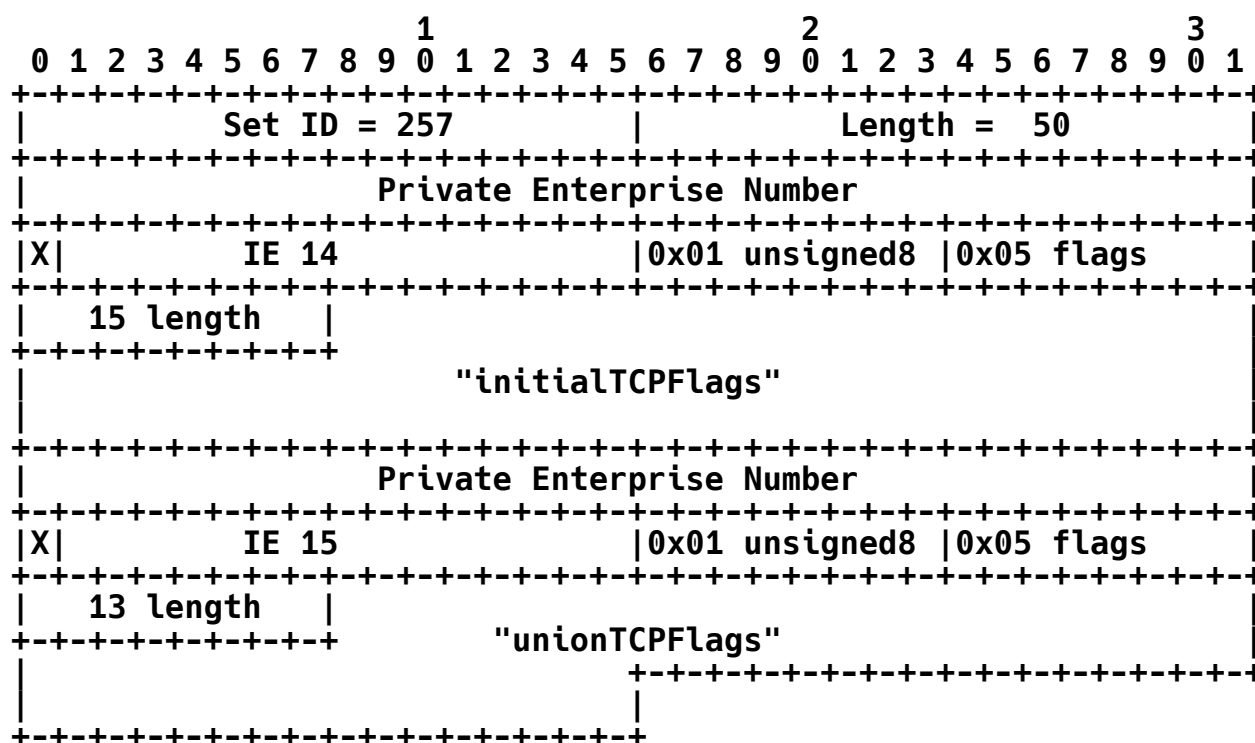 1 2 3
0 1 2 3 4 5 6 7 8 9 0 1 2 3 4 5 6 7 8 9 0 1 2 3 4 5 6 7 8 9 0 1
Set ID = 257 Length = 50
Private Enterprise Number
X IE 14 0x01 unsigned8 0x05 flags
15 length
"initialTCPFlags"
Private Enterprise Number
X IE 15 0x01 unsigned8 0x05 flags
13 length
"unionTCPFlags"